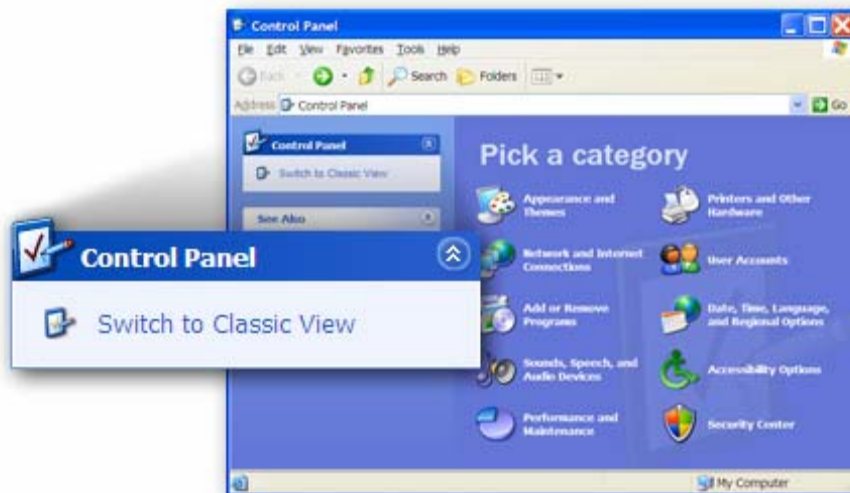 Control Panel
File Edit View Favorites Tools Help
Back Search Folders
Address Control Panel Go
Control Panel
Switch to Classic View
See Also
Control Panel
Switch to Classic View
Pick a category
Appearance and
Themes
Printers and Other
Hardware
Network and Internet
Connections
User Accounts
Add or Remove
Programs
Date, Time, Language,
and Regional Options
Sounds, Speech, and
Audio Devices
Accessibility Options
Performance and
Maintenance
Security Center
My Computer